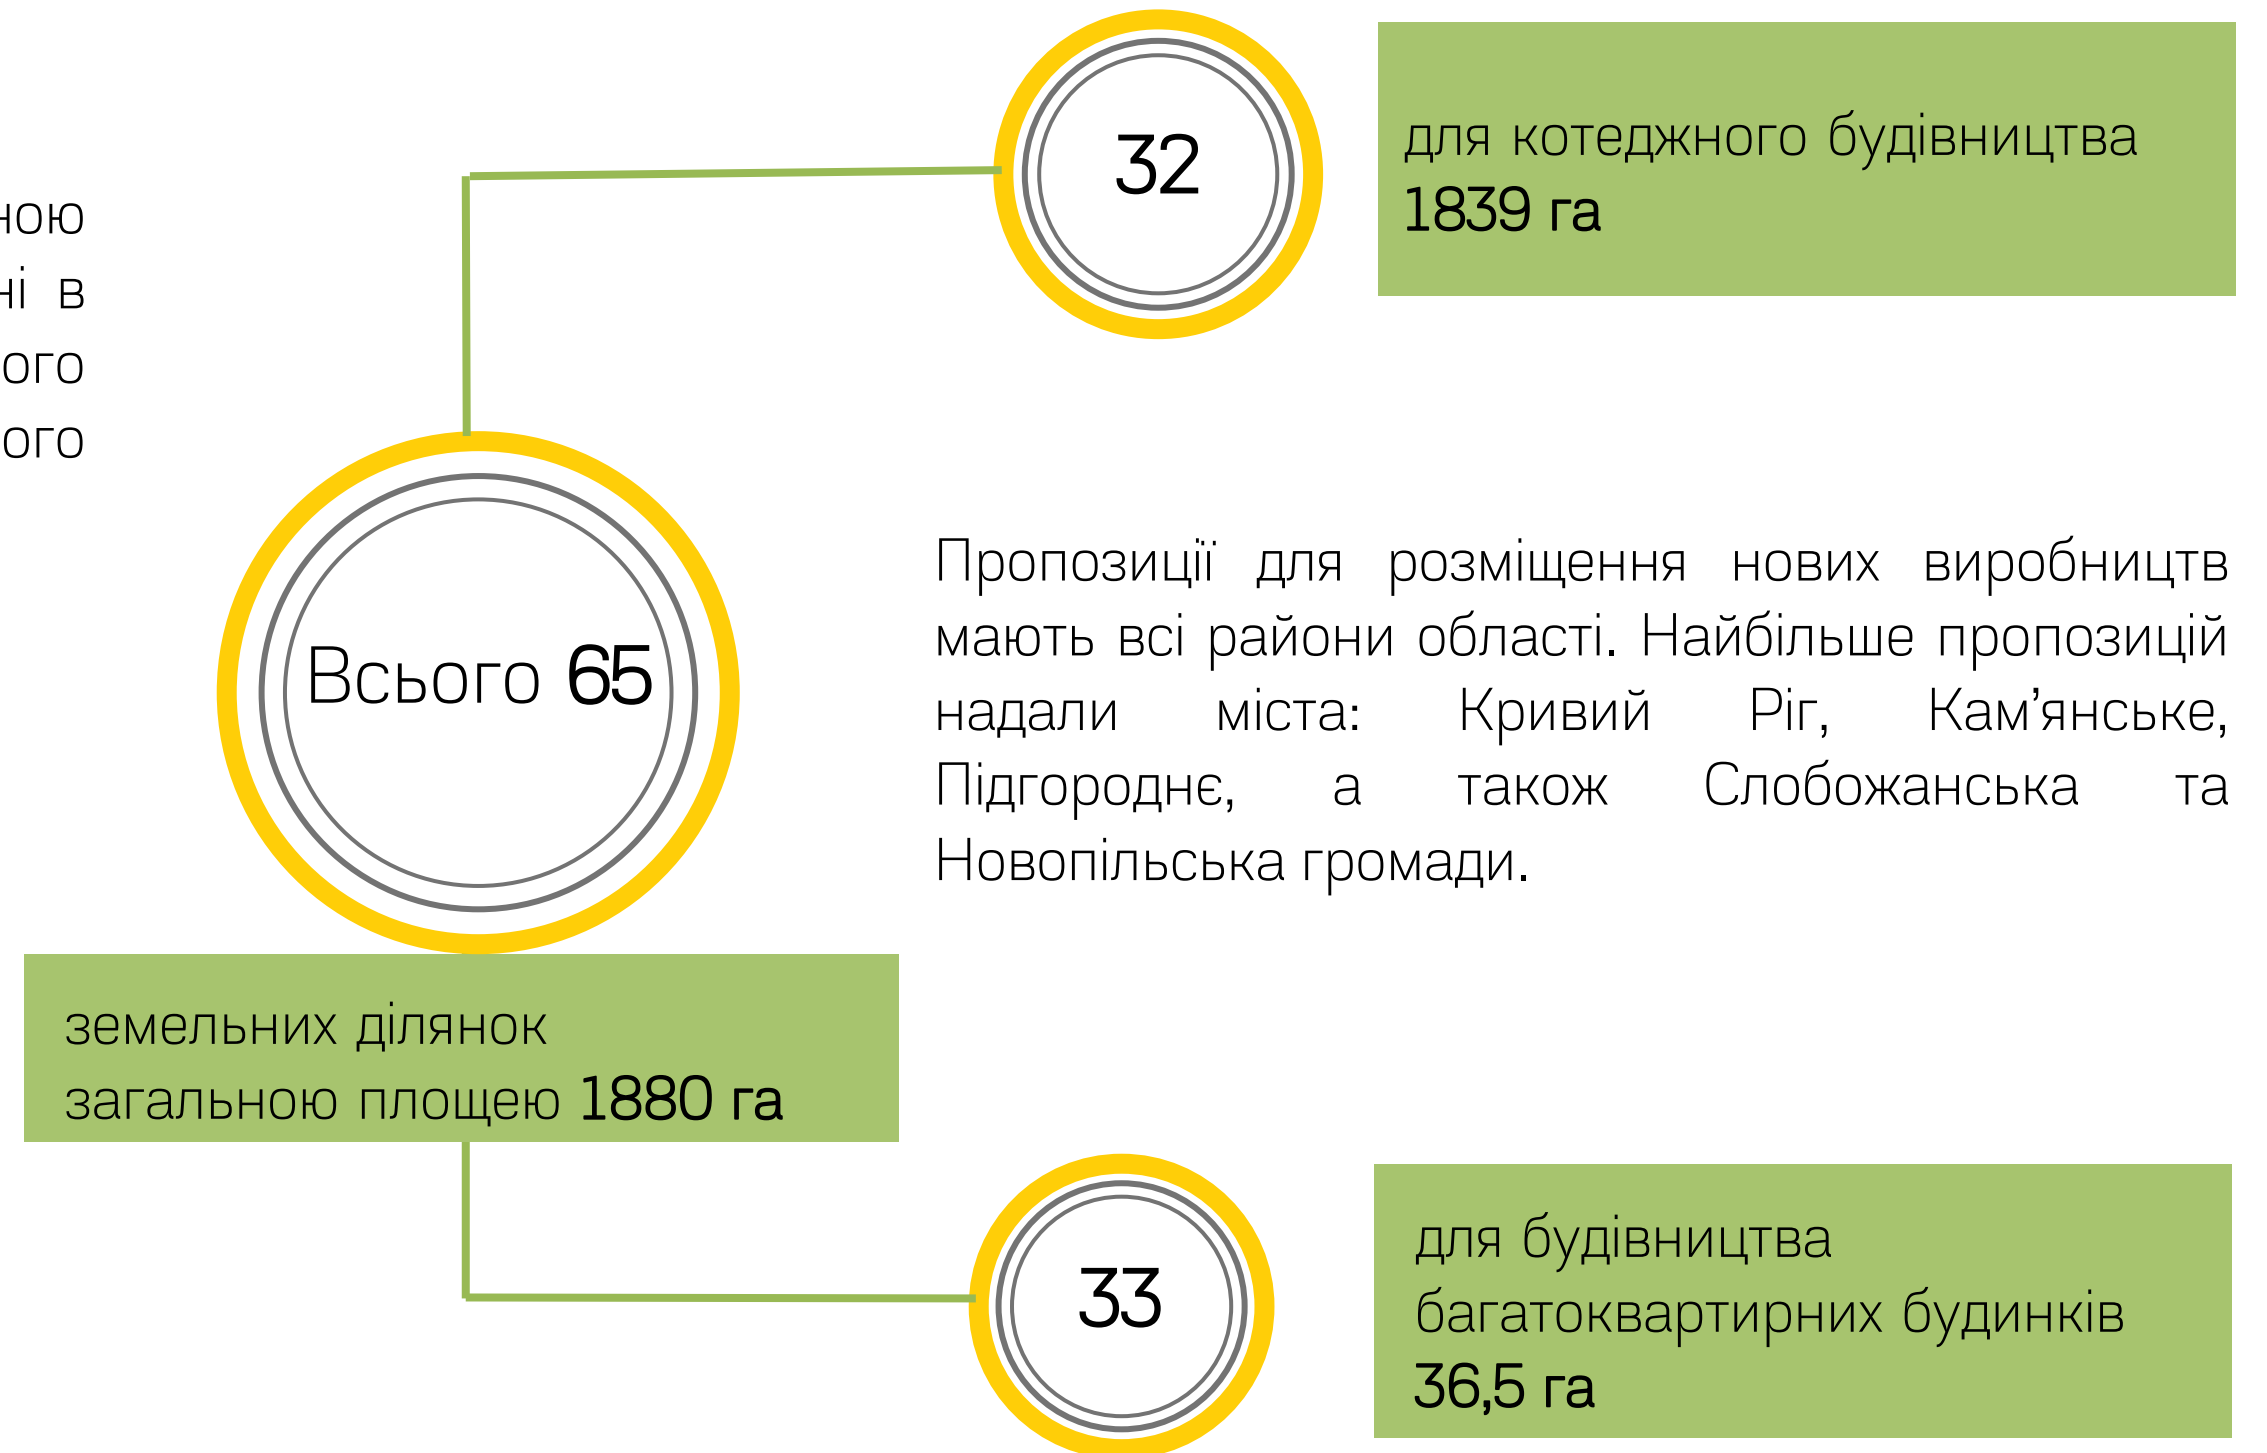 32
для котеджного будівництва
1839 га
ні в
Всього 65
Пропозиції для розміщення нових виробництв
мають всі райони області. Найбільше пропозицій
надали міста: Кривий Ріг, Кам’янське,
Підгороднє, а також Слобожанська та
Новопільська громади.
земельних ділянок
загальною площею 1880 га
33
для будівництва
багатоквартирних будинків
36,5 га